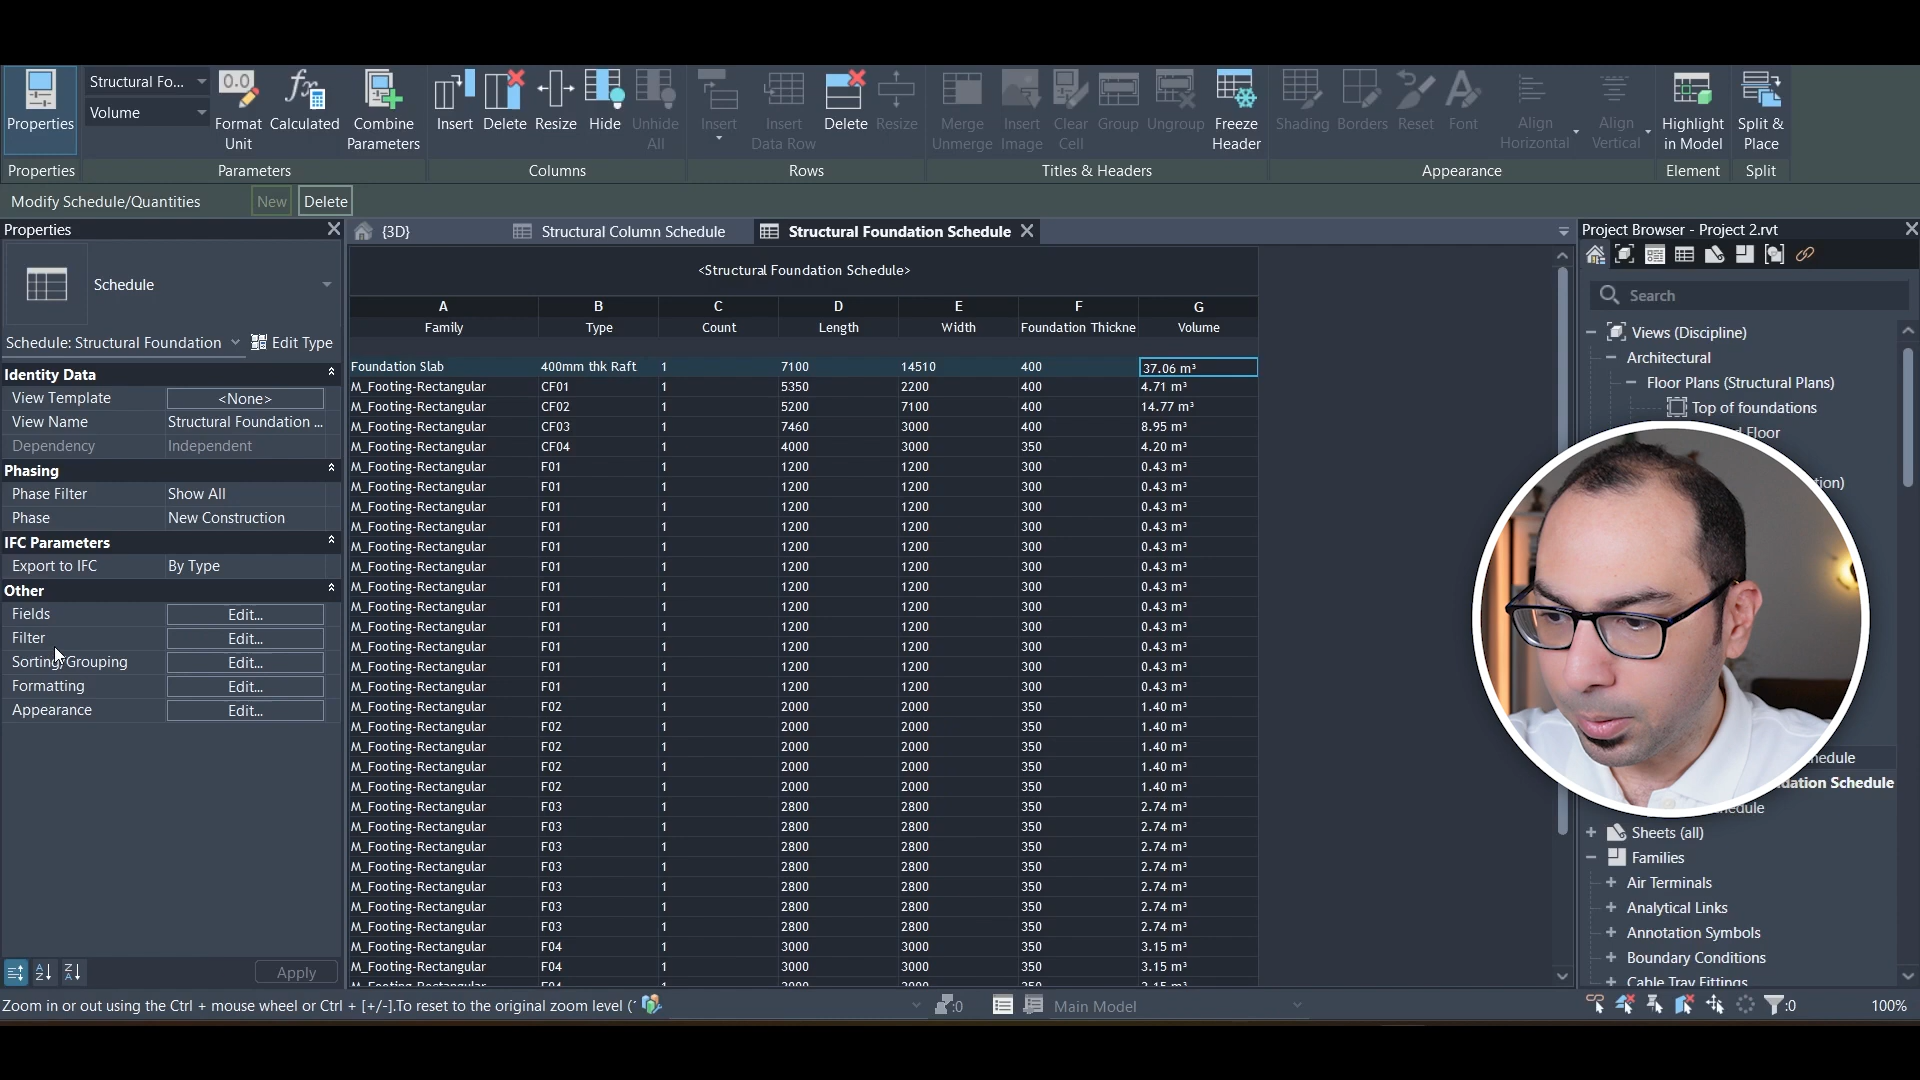 Properties
Structural Fo...
Volume
0.0
Format
Unit
Calculated
Combine
Parameters
Insert
Delete
Resize
Hide
Unhide
All
Insert
Insert
Data Row
Delete
Resize
Merge
Unmerge
Insert
Image
Clear
Cell
Group
Ungroup
Freeze
Header
Shading
Borders
Reset
Font
Align
Horizontal
Align
Vertical
Highlight
in Model
Split &
Place
Properties
Parameters
Columns
Rows
Titles & Headers
Appearance
Element
Split
Modify Schedule/Quantities
New
Delete
Properties
{3D}
Structural Column Schedule
Structural Foundation Schedule
Project Browser - Project 2.rvt
Schedule
Schedule: Structural Foundation
Edit Type
Identity Data
View Template <None>
View Name Structural Foundation ...
Dependency Independent
Phasing
Phase Filter Show All
Phase New Construction
IFC Parameters
Export to IFC By Type
Other
Fields Edit...
Filter Edit...
Sorting/Grouping Edit...
Formatting Edit...
Appearance Edit...
Apply
<Structural Foundation Schedule>
A B C D E F G
Family Type Count Length Width Foundation Thickne Volume
Foundation Slab 400mm thk Raft 1 7100 14510 400 37.06 m³
M_Footing-Rectangular CF01 1 5350 2200 400 4.71 m³
M_Footing-Rectangular CF02 1 5200 7100 400 14.77 m³
M_Footing-Rectangular CF03 1 7460 3000 400 8.95 m³
M_Footing-Rectangular CF04 1 4000 3000 350 4.20 m³
M_Footing-Rectangular F01 1 1200 1200 300 0.43 m³
M_Footing-Rectangular F01 1 1200 1200 300 0.43 m³
M_Footing-Rectangular F01 1 1200 1200 300 0.43 m³
M_Footing-Rectangular F01 1 1200 1200 300 0.43 m³
M_Footing-Rectangular F01 1 1200 1200 300 0.43 m³
M_Footing-Rectangular F01 1 1200 1200 300 0.43 m³
M_Footing-Rectangular F01 1 1200 1200 300 0.43 m³
M_Footing-Rectangular F01 1 1200 1200 300 0.43 m³
M_Footing-Rectangular F01 1 1200 1200 300 0.43 m³
M_Footing-Rectangular F01 1 1200 1200 300 0.43 m³
M_Footing-Rectangular F01 1 1200 1200 300 0.43 m³
M_Footing-Rectangular F01 1 1200 1200 300 0.43 m³
M_Footing-Rectangular F02 1 2000 2000 350 1.40 m³
M_Footing-Rectangular F02 1 2000 2000 350 1.40 m³
M_Footing-Rectangular F02 1 2000 2000 350 1.40 m³
M_Footing-Rectangular F02 1 2000 2000 350 1.40 m³
M_Footing-Rectangular F02 1 2000 2000 350 1.40 m³
M_Footing-Rectangular F03 1 2800 2800 350 2.74 m³
M_Footing-Rectangular F03 1 2800 2800 350 2.74 m³
M_Footing-Rectangular F03 1 2800 2800 350 2.74 m³
M_Footing-Rectangular F03 1 2800 2800 350 2.74 m³
M_Footing-Rectangular F03 1 2800 2800 350 2.74 m³
M_Footing-Rectangular F03 1 2800 2800 350 2.74 m³
M_Footing-Rectangular F03 1 2800 2800 350 2.74 m³
M_Footing-Rectangular F04 1 3000 3000 350 3.15 m³
M_Footing-Rectangular F04 1 3000 3000 350 3.15 m³
Search
Views (Discipline)
Architectural
Floor Plans (Structural Plans)
Top of foundations
Floor
tion)
hedule
dation Schedule
edule
Sheets (all)
Families
Air Terminals
Analytical Links
Annotation Symbols
Boundary Conditions
Cable Tray Fittings
Zoom in or out using the Ctrl + mouse wheel or Ctrl + [+/-].To reset to the original zoom level (
:0
Main Model
:0
100%